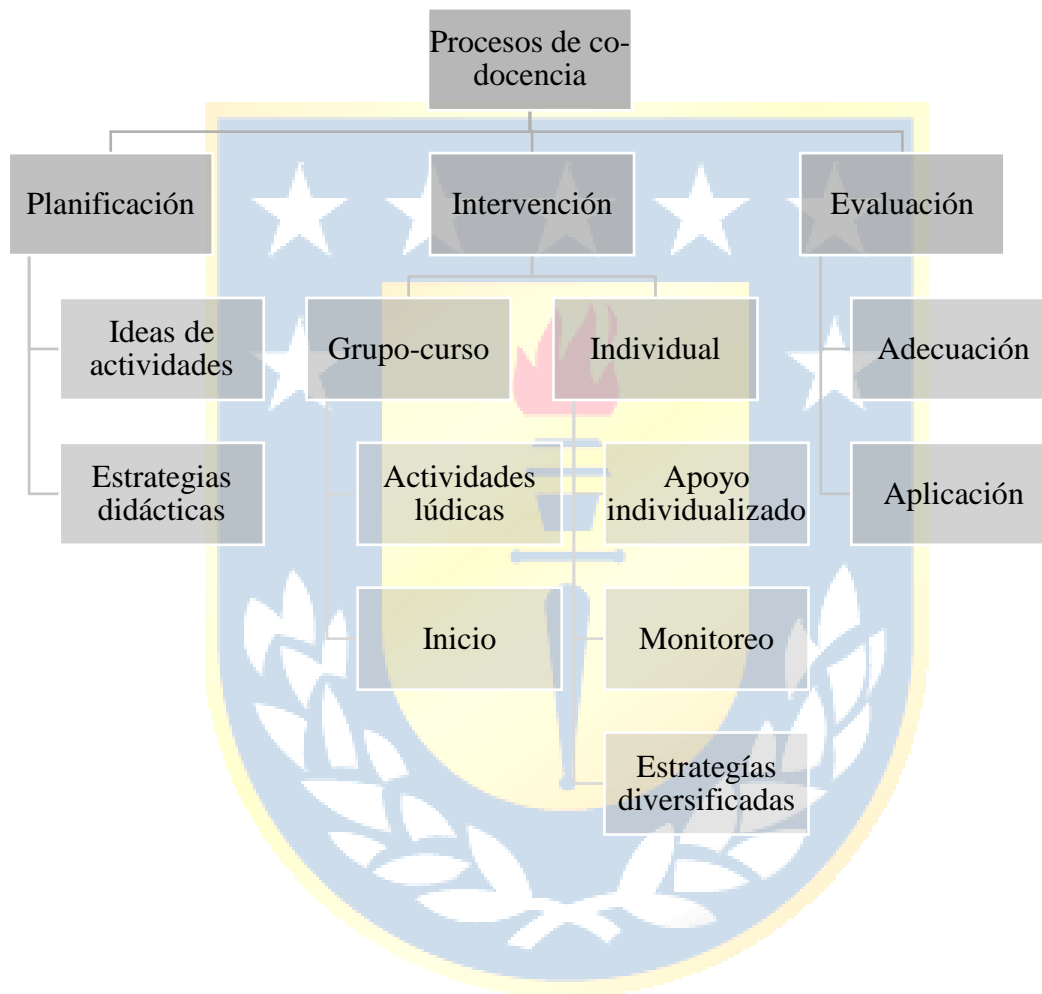 Procesos de co-
docencia
Planificación
Intervención
Evaluación
Ideas de
actividades
Grupo-curso
Individual
Adecuación
Estrategias
didácticas
Actividades
lúdicas
Apoyo
individualizado
Aplicación
Inicio
Monitoreo
Estrategías
diversificadas